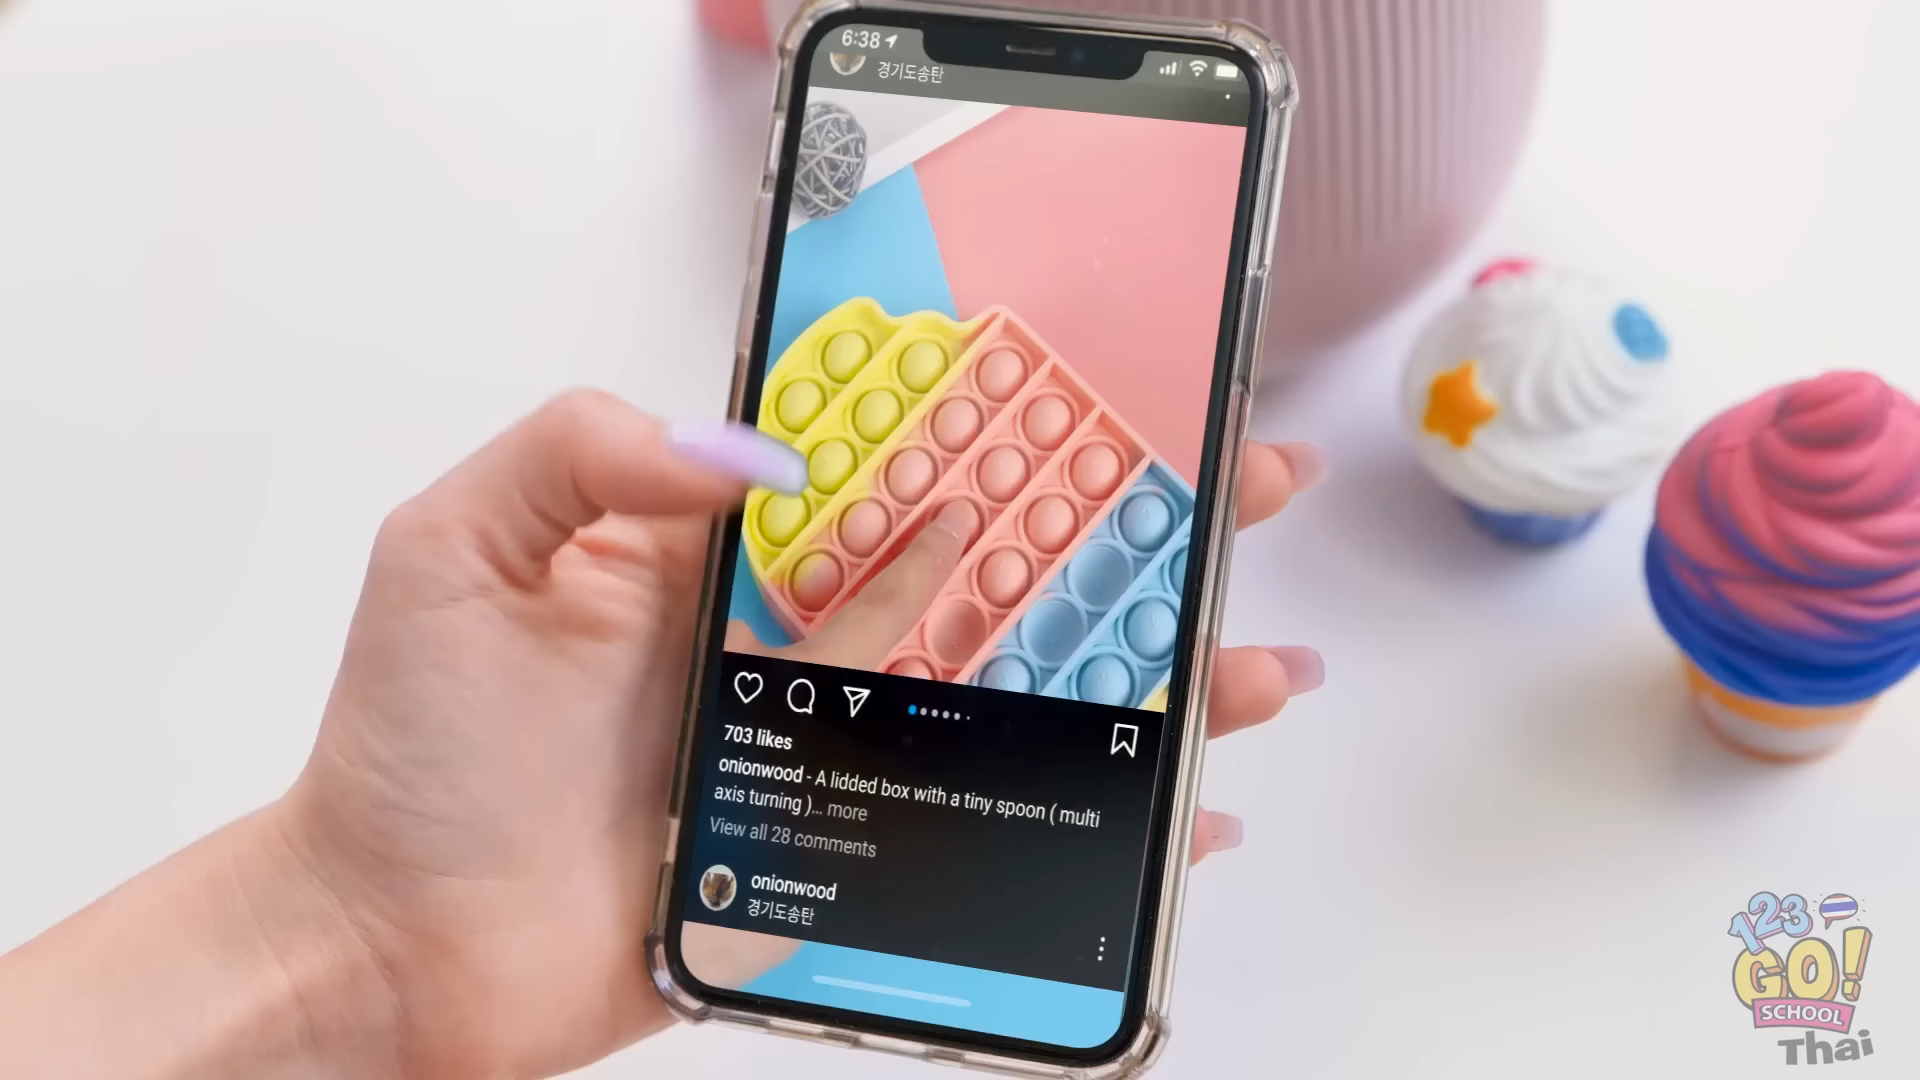 6:38
경기도송탄
703 likes
onionwood - A lidded box with a tiny spoon ( multi
axis turning )... more
View all 28 comments
onionwood
경기도송탄
123
GO!
SCHOOL
Thai